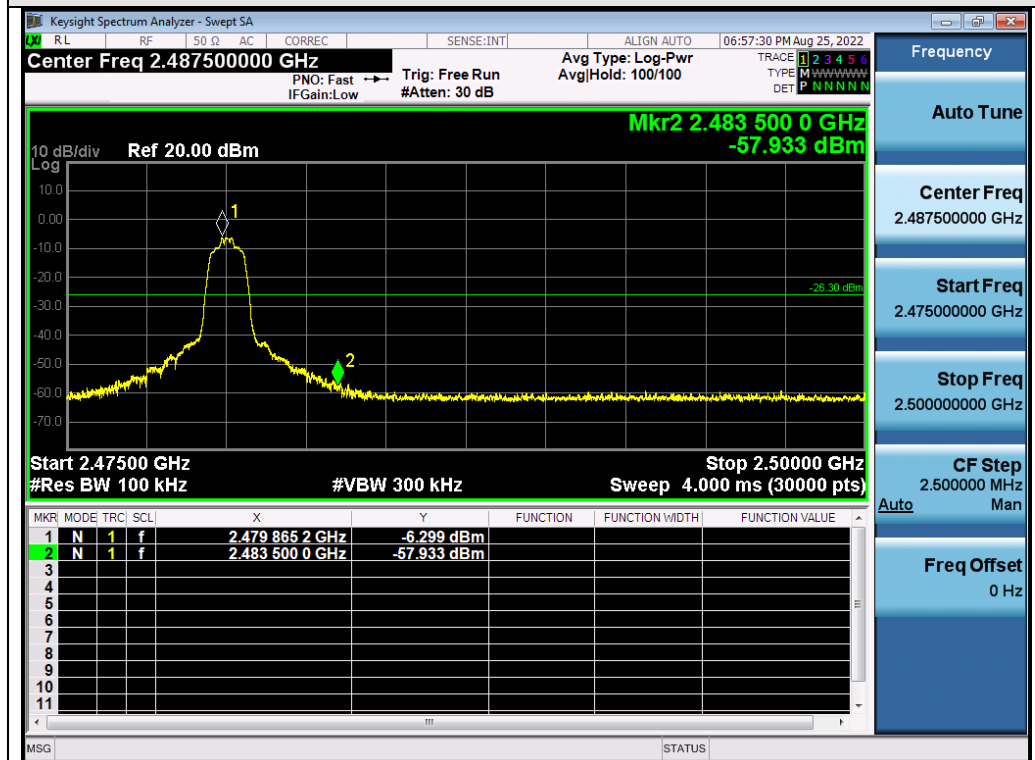 Keysight Spectrum Analyzer - Swept SA
LXI RL RF 50 Ω AC CORREC SENSE:INT ALIGN AUTO 06:57:30 PM Aug 25, 2022
Center Freq 2.487500000 GHz
PNO: Fast
IFGain:Low
Trig: Free Run
#Atten: 30 dB
Avg Type: Log-Pwr
Avg|Hold: 100/100
TRACE 1 2 3 4 5 6
TYPE M WWWWW
DET P N N N N N
Mkr2 2.483 500 0 GHz
-57.933 dBm
10 dB/div Ref 20.00 dBm
Log
10.0
0.00
-10.0
-20.0
-30.0
-40.0
-50.0
-60.0
-70.0
1
2
-26.30 dBm
Start 2.47500 GHz Stop 2.50000 GHz
#Res BW 100 kHz #VBW 300 kHz Sweep 4.000 ms (30000 pts)
MKR MODE TRC SCL X Y FUNCTION FUNCTION WIDTH FUNCTION VALUE
1 N 1 f 2.479 865 2 GHz -6.299 dBm
2 N 1 f 2.483 500 0 GHz -57.933 dBm
3
4
5
6
7
8
9
10
11
MSG STATUS
Frequency
Auto Tune
Center Freq
2.487500000 GHz
Start Freq
2.475000000 GHz
Stop Freq
2.500000000 GHz
CF Step
2.500000 MHz
Auto Man
Freq Offset
0 Hz